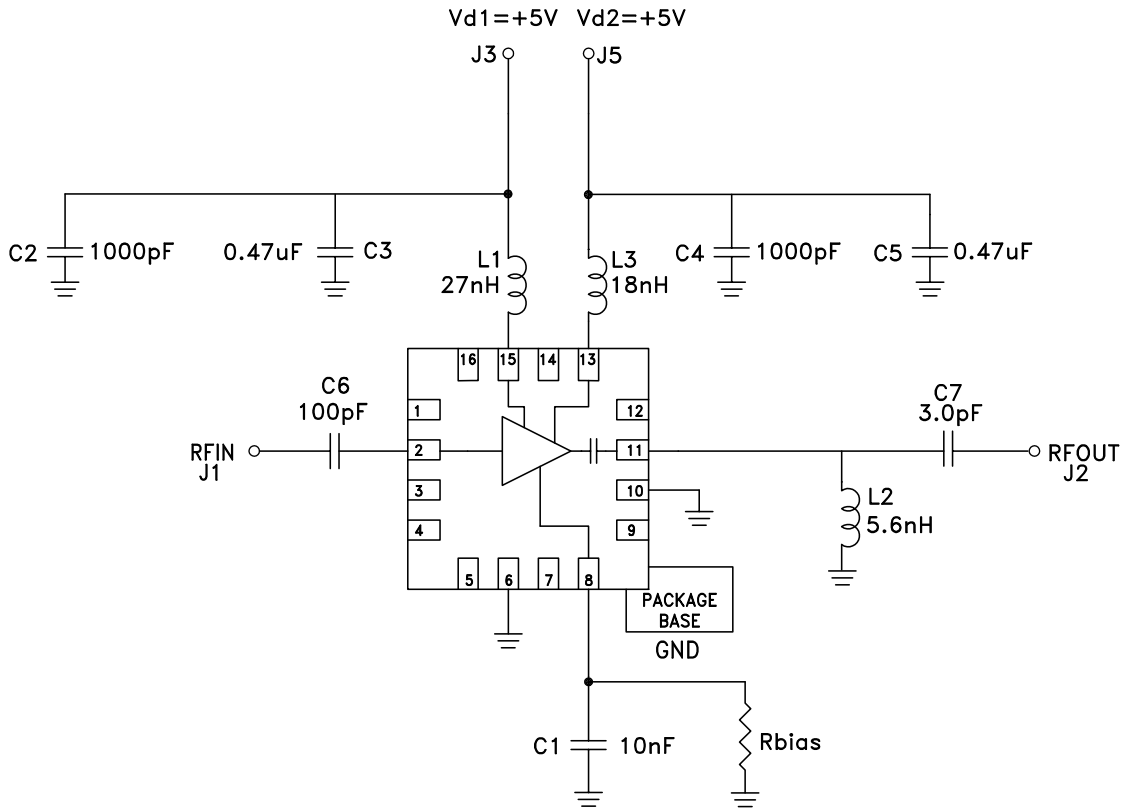 Vd1=+5V Vd2=+5V
J3 J5
C2 1000pF
0.47uF C3
L1
27nH
L3
18nH
C4 1000pF
C5 0.47uF
16 15 14 13
C6
100pF
C7
3.0pF
1 12
RFIN
J1
2 11
RFOUT
J2
3 10
L2
5.6nH
4 9
5 6 7 8
PACKAGE
BASE
GND
C1 10nF
Rbias